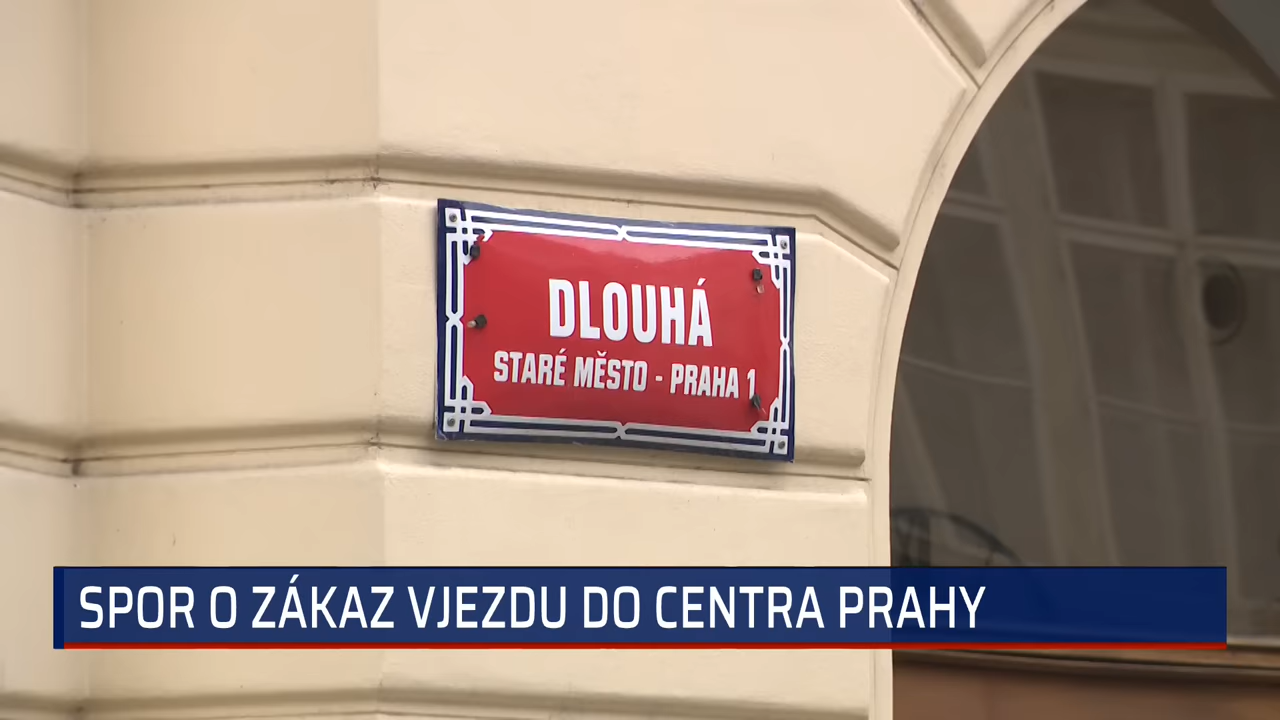 DLOUHÁ
STARÉ MĚSTO - PRAHA 1
SPOR O ZÁKAZ VJEZDU DO CENTRA PRAHY